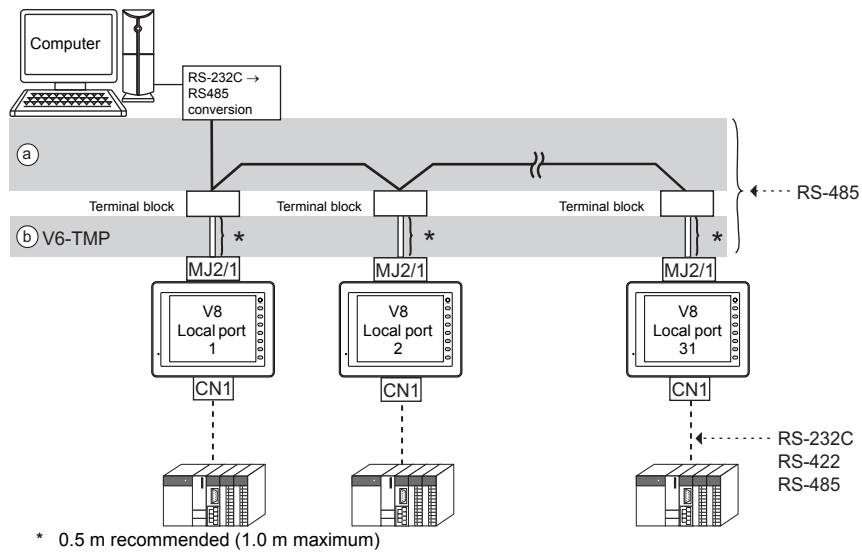 Computer
RS-232C →
RS485
conversion
a
RS-485
Terminal block
Terminal block
Terminal block
b V6-TMP
*
*
*
MJ2/1
MJ2/1
MJ2/1
V8
Local port
1
V8
Local port
2
V8
Local port
31
CN1
CN1
CN1
RS-232C
RS-422
RS-485
* 0.5 m recommended (1.0 m maximum)